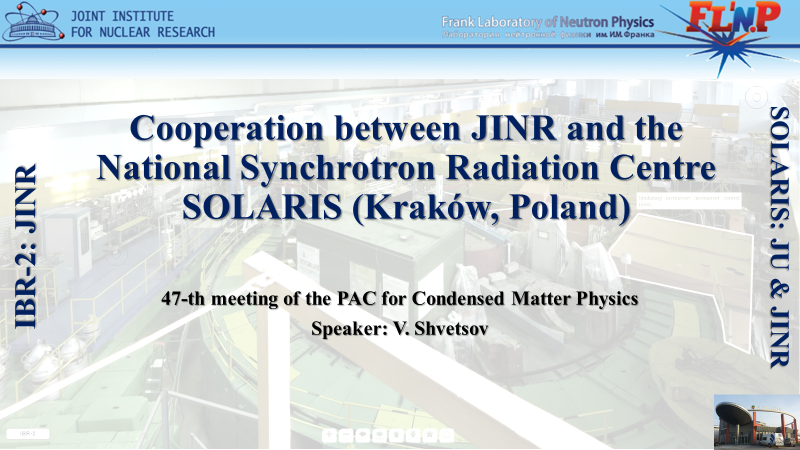 JOINT INSTITUTE
FOR NUCLEAR RESEARCH
Frank Laboratory of Neutron Physics
Лаборатория нейтронной физики им. И.М. Франка
FLNP
Cooperation between JINR and the
National Synchrotron Radiation Centre
SOLARIS (Kraków, Poland)
47-th meeting of the PAC for Condensed Matter Physics
Speaker: V. Shvetsov
IBR-2: JINR
SOLARIS: JU & JINR
IBR-2